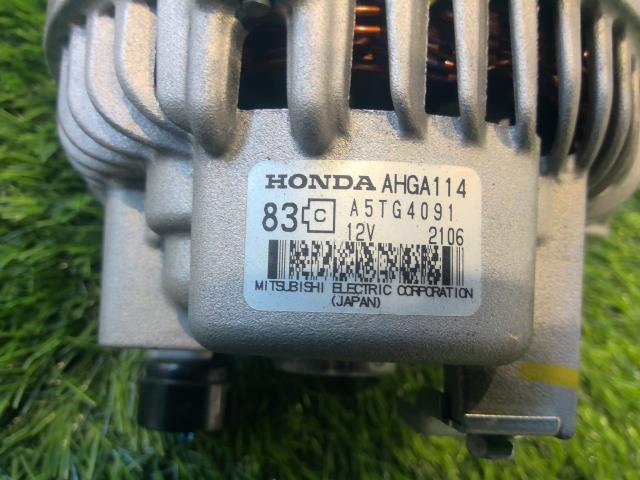 HONDA AHGA114
83 C A5TG4091
12V 2106
MITSUBISHI ELECTRIC CORPORATION
(JAPAN)